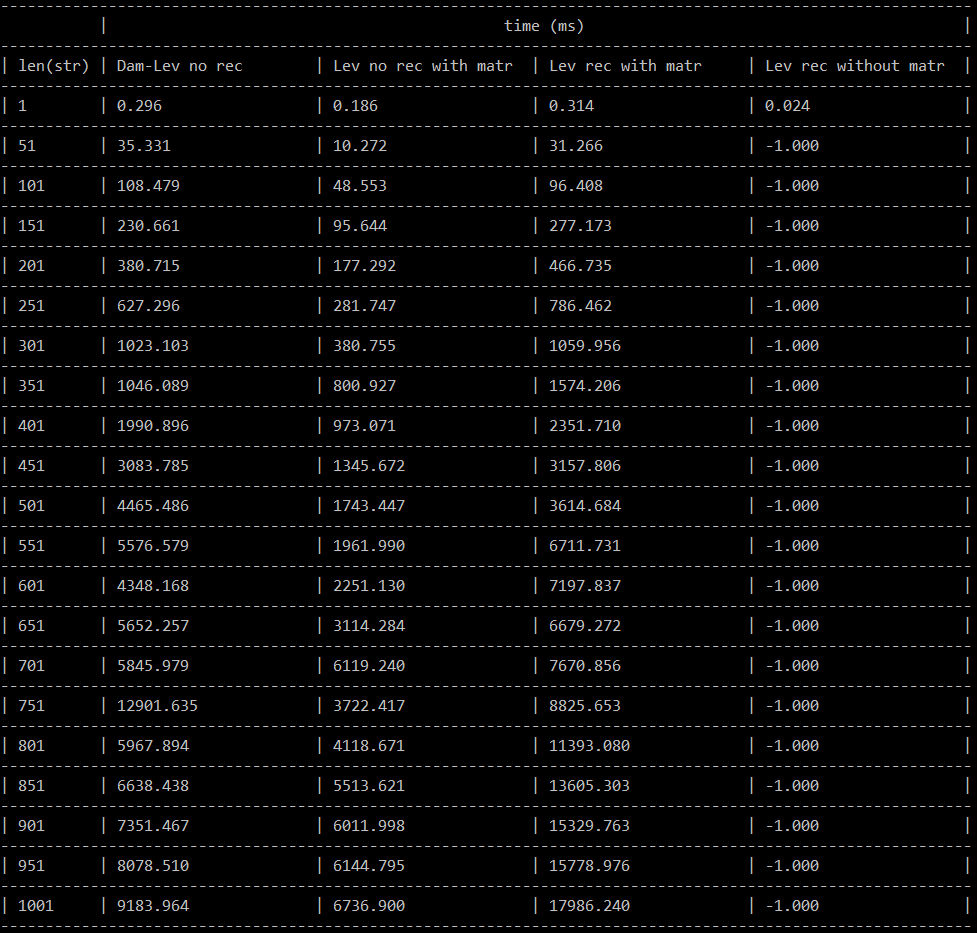 | time (ms) |
| len(str) | Dam-Lev no rec | Lev no rec with matr | Lev rec with matr | Lev rec without matr |
| 1 | 0.296 | 0.186 | 0.314 | 0.024 |
| 51 | 35.331 | 10.272 | 31.266 | -1.000 |
| 101 | 108.479 | 48.553 | 96.408 | -1.000 |
| 151 | 230.661 | 95.644 | 277.173 | -1.000 |
| 201 | 380.715 | 177.292 | 466.735 | -1.000 |
| 251 | 627.296 | 281.747 | 786.462 | -1.000 |
| 301 | 1023.103 | 380.755 | 1059.956 | -1.000 |
| 351 | 1046.089 | 800.927 | 1574.206 | -1.000 |
| 401 | 1990.896 | 973.071 | 2351.710 | -1.000 |
| 451 | 3083.785 | 1345.672 | 3157.806 | -1.000 |
| 501 | 4465.486 | 1743.447 | 3614.684 | -1.000 |
| 551 | 5576.579 | 1961.990 | 6711.731 | -1.000 |
| 601 | 4348.168 | 2251.130 | 7197.837 | -1.000 |
| 651 | 5652.257 | 3114.284 | 6679.272 | -1.000 |
| 701 | 5845.979 | 6119.240 | 7670.856 | -1.000 |
| 751 | 12901.635 | 3722.417 | 8825.653 | -1.000 |
| 801 | 5967.894 | 4118.671 | 11393.080 | -1.000 |
| 851 | 6638.438 | 5513.621 | 13605.303 | -1.000 |
| 901 | 7351.467 | 6011.998 | 15329.763 | -1.000 |
| 951 | 8078.510 | 6144.795 | 15778.976 | -1.000 |
| 1001 | 9183.964 | 6736.900 | 17986.240 | -1.000 |